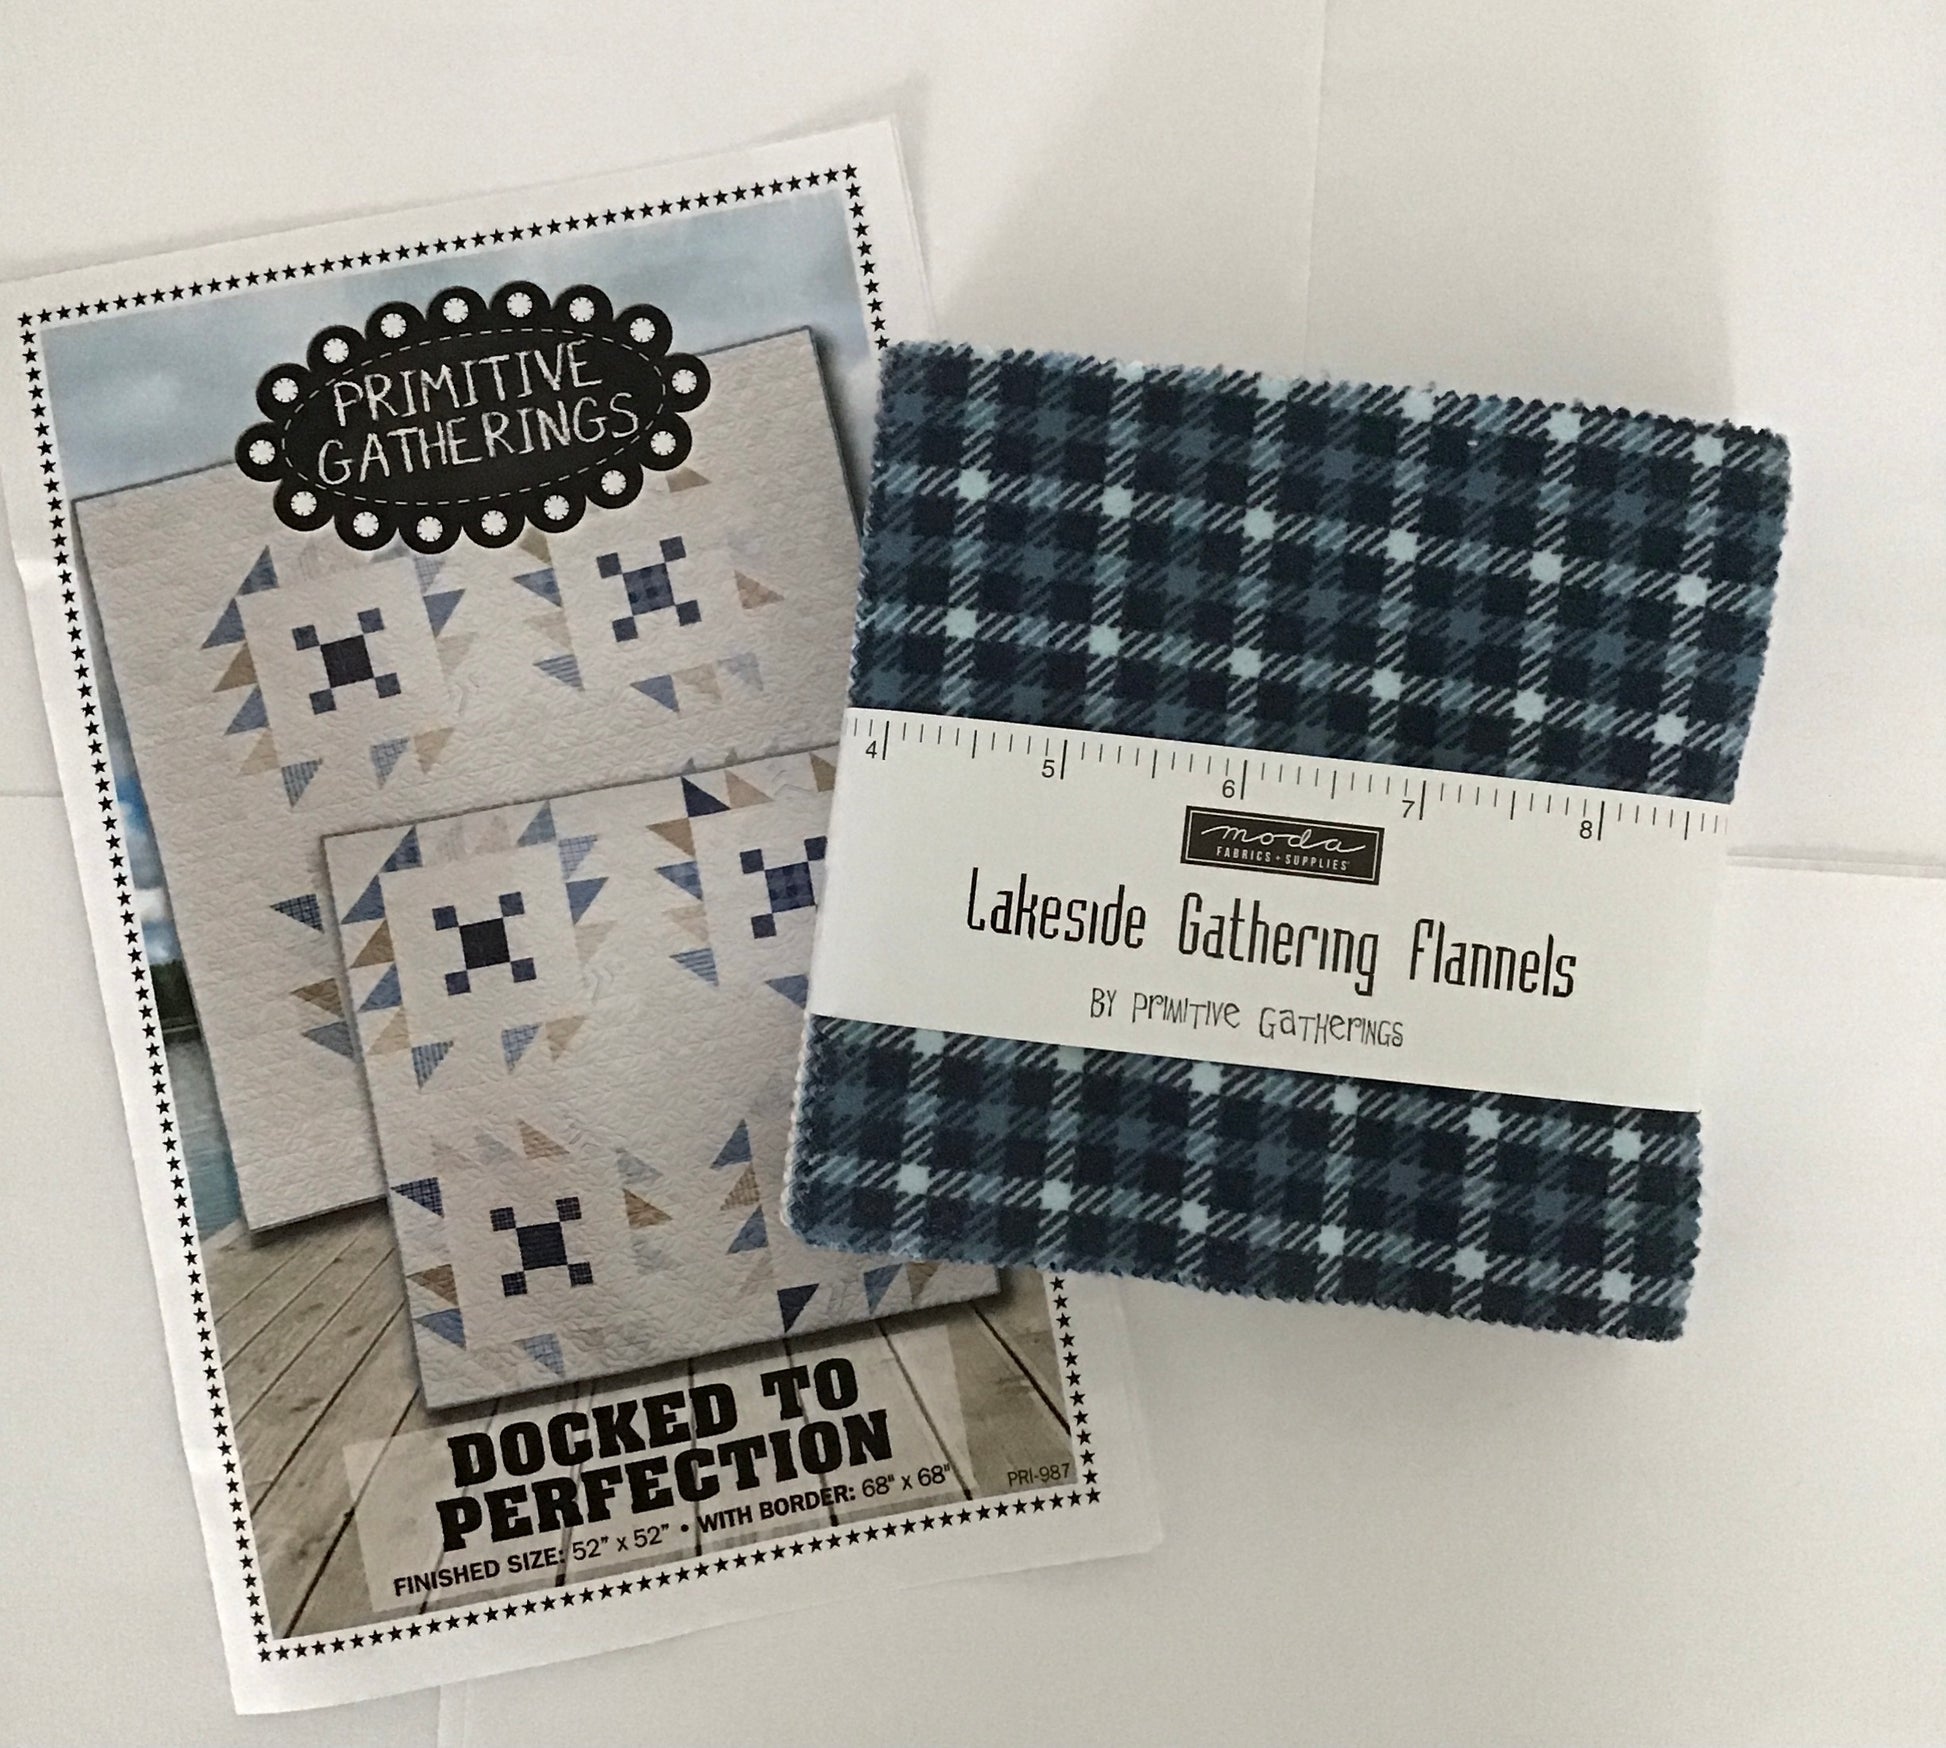 PRIMITIVE
GATHERINGS
DOCKED TO
PERFECTION
FINISHED SIZE: 52" x 52" • WITH BORDER: 68" x 68"
PRI-987
4 5 6 7 8
moda
FABRICS + SUPPLIES
Lakeside Gathering Flannels
BY PRIMITIVE GATHERINGS